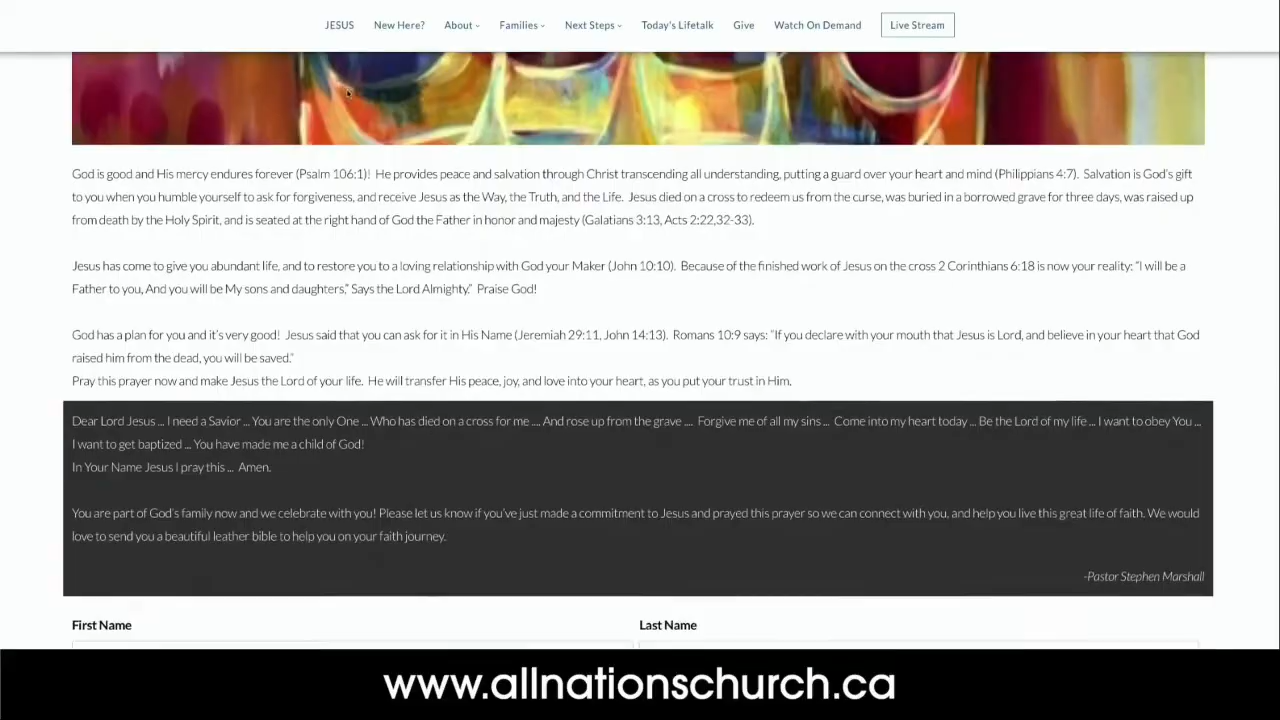 JESUS New Here? About Families Next Steps Today's Lifetalk Give Watch On Demand Live Stream
God is good and His mercy endures forever (Psalm 106:1)!  He provides peace and salvation through Christ transcending all understanding, putting a guard over your heart and mind (Philippians 4:7).  Salvation is God's gift
to you when you humble yourself to ask for forgiveness, and receive Jesus as the Way, the Truth, and the Life.  Jesus died on a cross to redeem us from the curse, was buried in a borrowed grave for three days, was raised up
from death by the Holy Spirit, and is seated at the right hand of God the Father in honor and majesty (Galatians 3:13, Acts 2:22,32-33).
Jesus has come to give you abundant life, and to restore you to a loving relationship with God your Maker (John 10:10).  Because of the finished work of Jesus on the cross 2 Corinthians 6:18 is now your reality: "I will be a
Father to you, And you will be My sons and daughters," Says the Lord Almighty."  Praise God!
God has a plan for you and it's very good!  Jesus said that you can ask for it in His Name (Jeremiah 29:11, John 14:13).  Romans 10:9 says: "If you declare with your mouth that Jesus is Lord, and believe in your heart that God
raised him from the dead, you will be saved."
Pray this prayer now and make Jesus the Lord of your life.  He will transfer His peace, joy, and love into your heart, as you put your trust in Him.
Dear Lord Jesus ... I need a Savior ... You are the only One ... Who has died on a cross for me .... And rose up from the grave ....  Forgive me of all my sins ...  Come into my heart today ... Be the Lord of my life ... I want to obey You ...
I want to get baptized ... You have made me a child of God!
In Your Name Jesus I pray this ...  Amen.
You are part of God's family now and we celebrate with you! Please let us know if you've just made a commitment to Jesus and prayed this prayer so we can connect with you, and help you live this great life of faith. We would
love to send you a beautiful leather bible to help you on your faith journey.
-Pastor Stephen Marshall
First Name Last Name
www.allnationschurch.ca